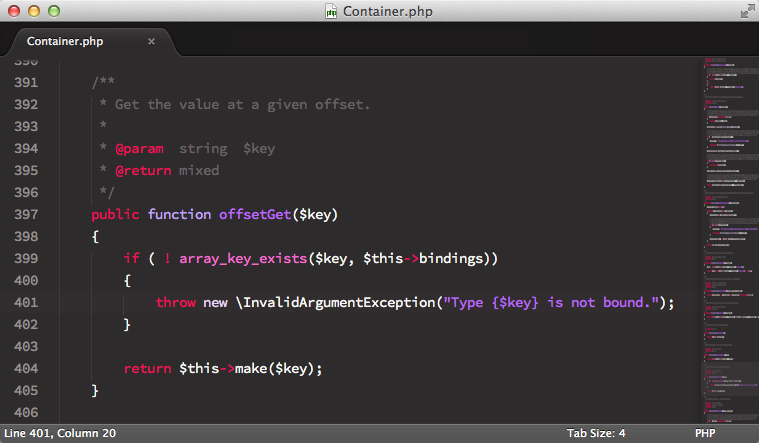 Container.php
Container.php ×
390
391 /**
392 * Get the value at a given offset.
393 *
394 * @param  string  $key
395 * @return mixed
396 */
397 public function offsetGet($key)
398 {
399 if ( ! array_key_exists($key, $this->bindings))
400 {
401 throw new \InvalidArgumentException("Type {$key} is not bound.");
402 }
403
404 return $this->make($key);
405 }
406
Line 401, Column 20 Tab Size: 4 PHP